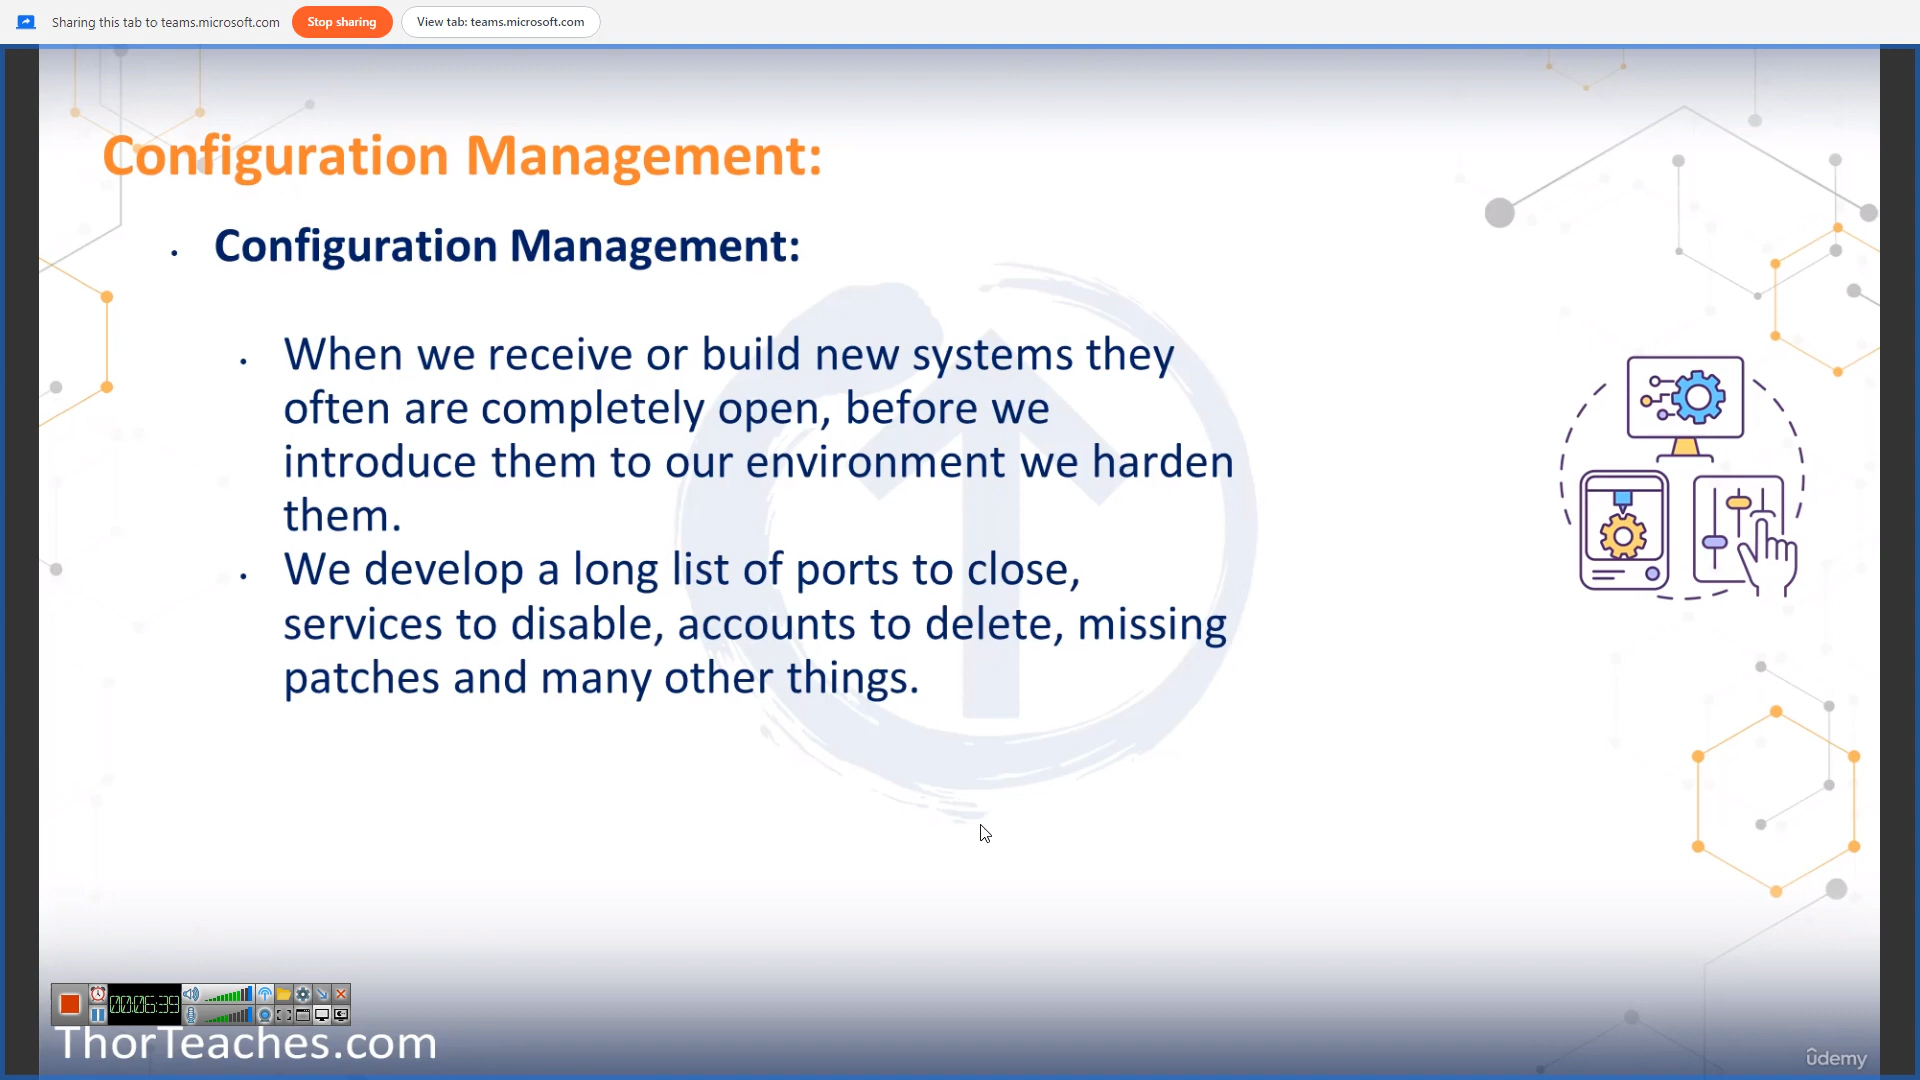 Sharing this tab to teams.microsoft.com
Stop sharing
View tab: teams.microsoft.com
Configuration Management:
• Configuration Management:
• When we receive or build new systems they
often are completely open, before we
introduce them to our environment we harden
them.
• We develop a long list of ports to close,
services to disable, accounts to delete, missing
patches and many other things.
00:06:39
ThorTeaches.com
ûdemy